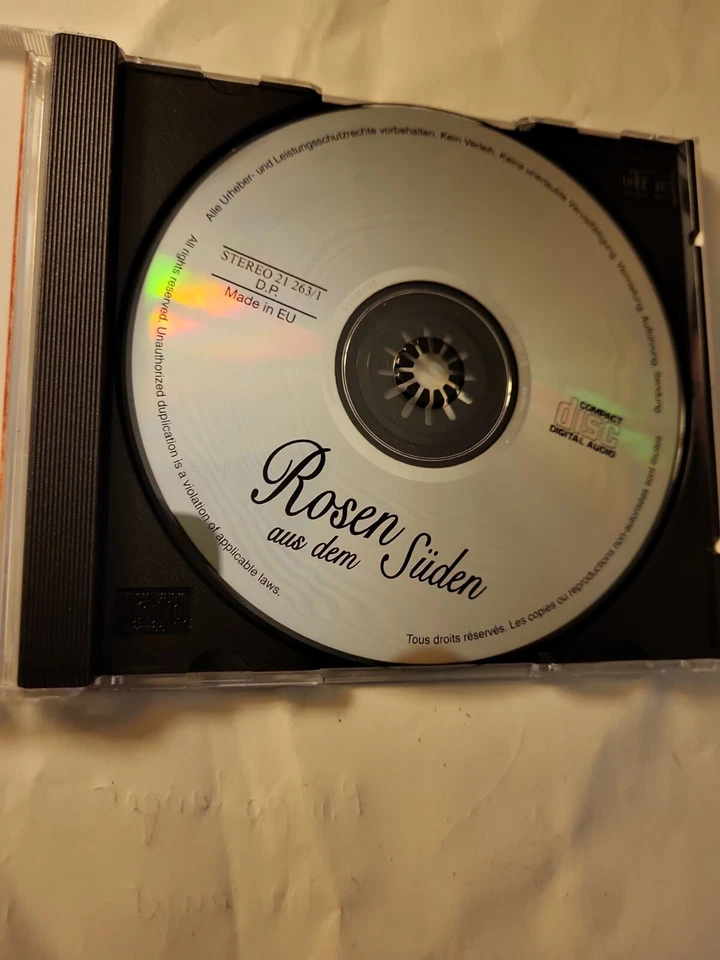 Alle Urheber- und Leistungsschutzrechte vorbehalten. Kein Verleih. Keine unerlaubte Vervielfältigung, Vermietung, Aufführung, Sendung.
STEREO 21 263/1
D.P.
Made in EU
COMPACT
disc
DIGITAL AUDIO
Rosen
aus dem Süden
All rights reserved. Unauthorized duplication is a violation of applicable laws.
Tous droits réservés. Les copies ou reproductions non-autorisées sont illicites